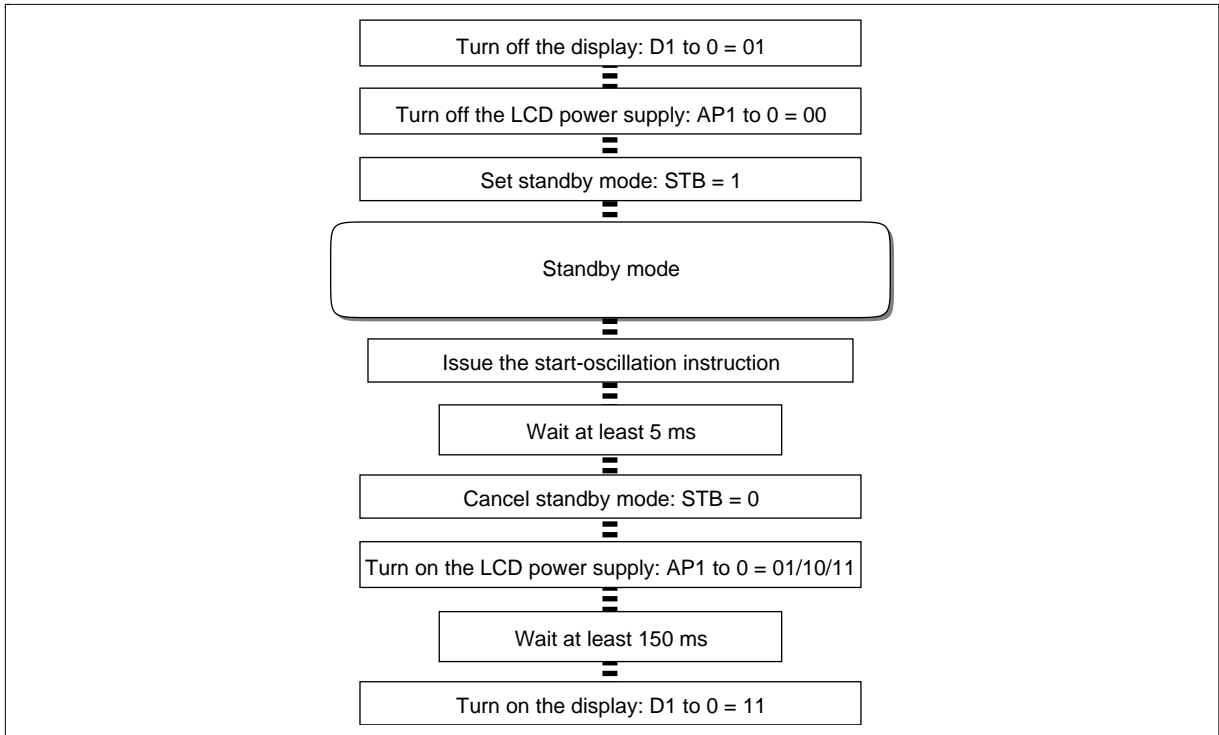 Turn off the display: D1 to 0 = 01
Turn off the LCD power supply: AP1 to 0 = 00
Set standby mode: STB = 1
Standby mode
Issue the start-oscillation instruction
Wait at least 5 ms
Cancel standby mode: STB = 0
Turn on the LCD power supply: AP1 to 0 = 01/10/11
Wait at least 150 ms
Turn on the display: D1 to 0 = 11